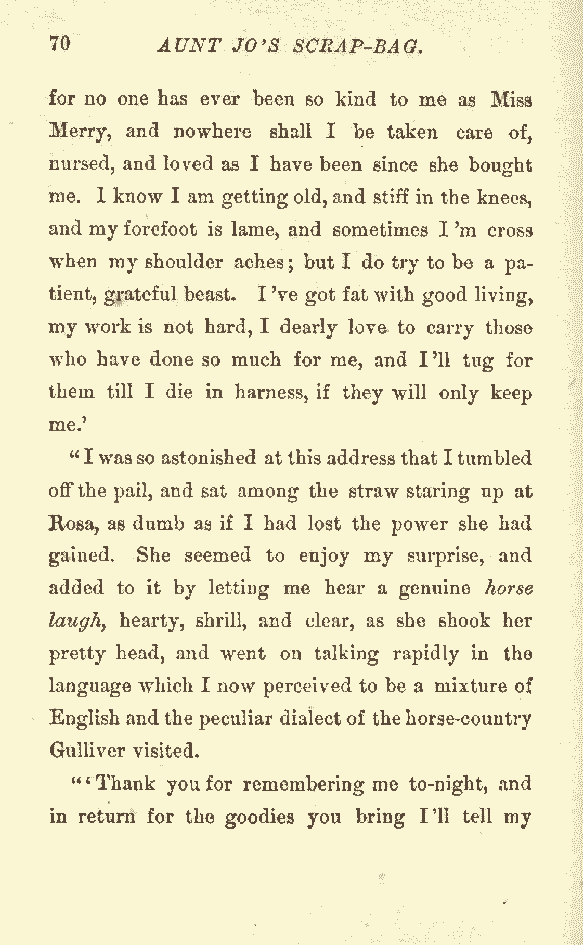 70 AUNT JO'S SCRAP-BAG.
for no one has ever been so kind to me as Miss
Merry, and nowhere shall I be taken care of,
nursed, and loved as I have been since she bought
me. I know I am getting old, and stiff in the knees,
and my forefoot is lame, and sometimes I'm cross
when my shoulder aches; but I do try to be a pa-
tient, grateful beast. I've got fat with good living,
my work is not hard, I dearly love to carry those
who have done so much for me, and I'll tug for
them till I die in harness, if they will only keep
me.'
"I was so astonished at this address that I tumbled
off the pail, and sat among the straw staring up at
Rosa, as dumb as if I had lost the power she had
gained. She seemed to enjoy my surprise, and
added to it by letting me hear a genuine horse
laugh, hearty, shrill, and clear, as she shook her
pretty head, and went on talking rapidly in the
language which I now perceived to be a mixture of
English and the peculiar dialect of the horse-country
Gulliver visited.
"'Thank you for remembering me to-night, and
in return for the goodies you bring I'll tell my